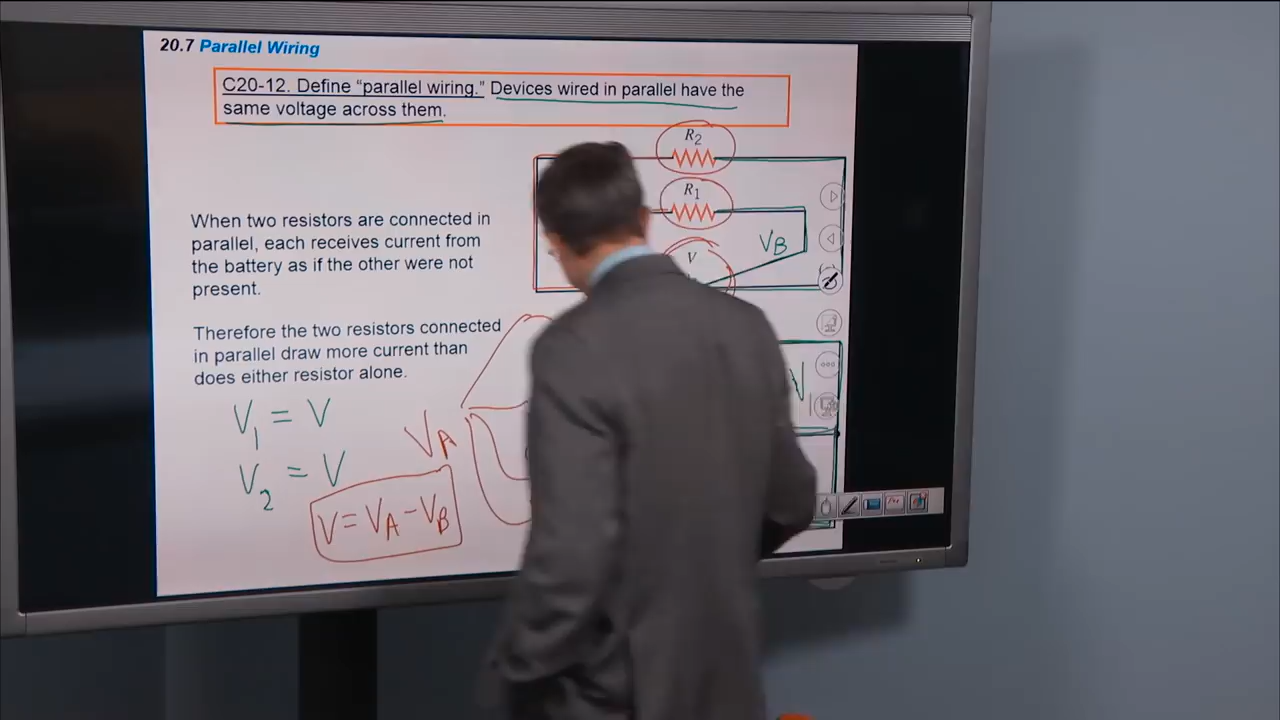 20.7 Parallel Wiring
C20-12. Define “parallel wiring.” Devices wired in parallel have the
same voltage across them.
R2
R1
V
VB
When two resistors are connected in
parallel, each receives current from
the battery as if the other were not
present.
Therefore the two resistors connected
in parallel draw more current than
does either resistor alone.
V1 = V
V2 = V
VA
V = VA - VB